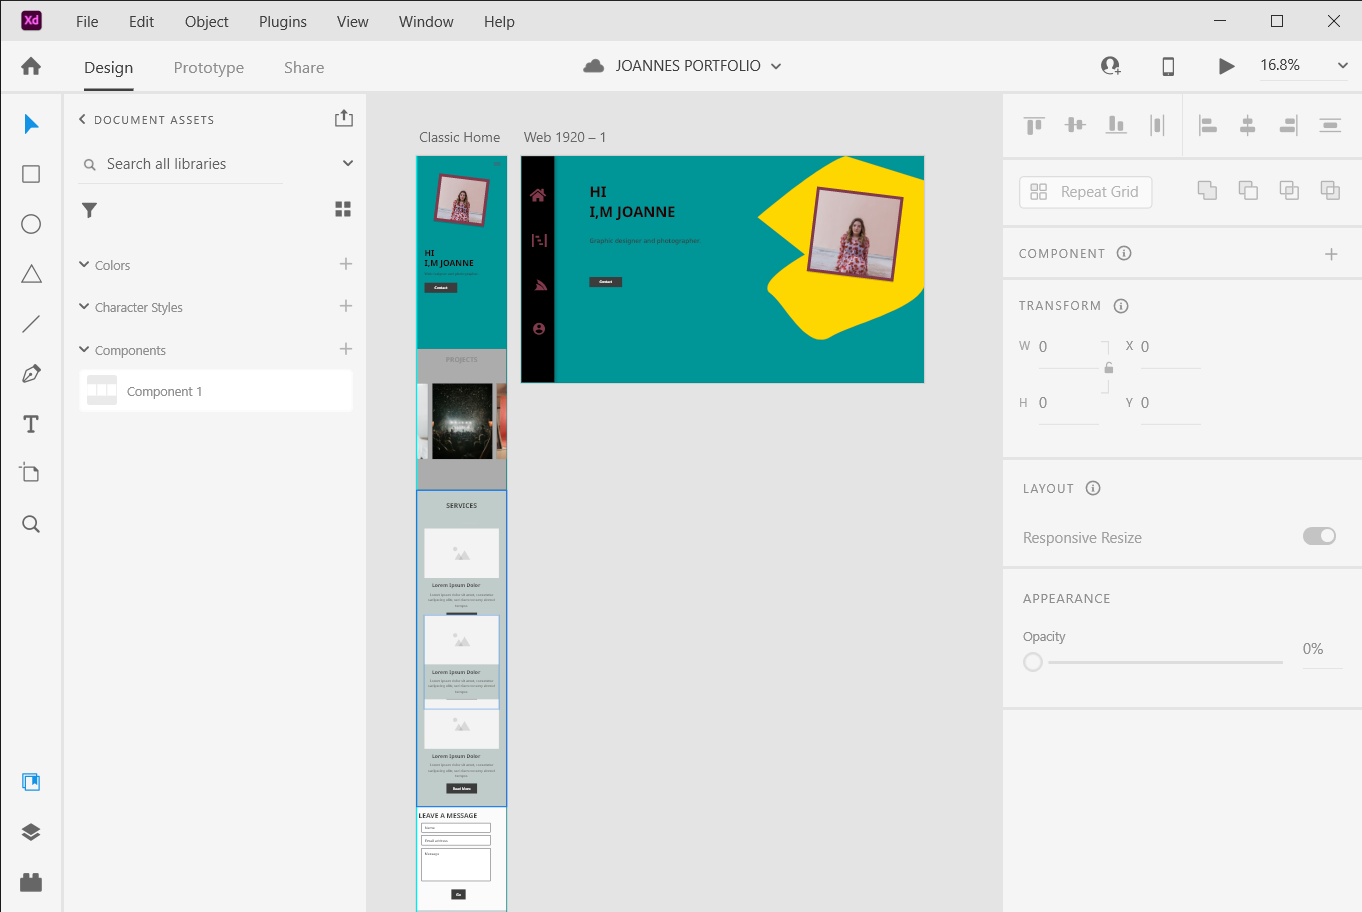 Xd File Edit Object Plugins View Window Help
Design Prototype Share
JOANNES PORTFOLIO
16.8%
DOCUMENT ASSETS
Search all libraries
Colors
Character Styles
Components
Component 1
Classic Home
HI
I,M JOANNE
Contact
PROJECTS
SERVICES
Lorem Ipsum Dolor
Lorem Ipsum Dolor
Lorem Ipsum Dolor
Read More
LEAVE A MESSAGE
Name
Email address
Message
Go
Web 1920 – 1
HI
I,M JOANNE
Graphic designer and photographer
Contact
Repeat Grid
COMPONENT
TRANSFORM
W 0 X 0
H 0 Y 0
LAYOUT
Responsive Resize
APPEARANCE
Opacity
0%